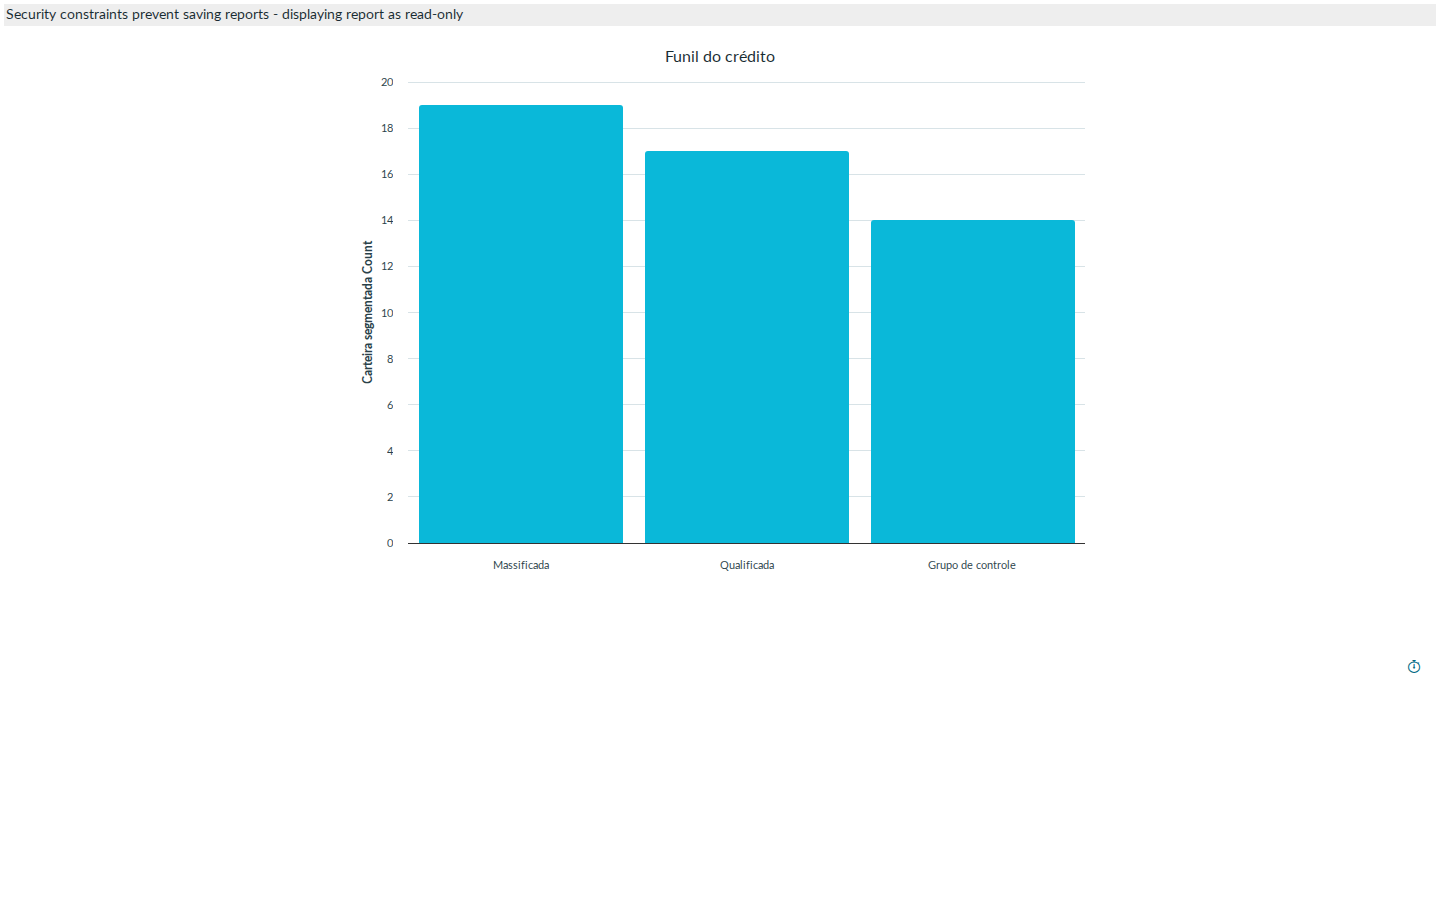 Security constraints prevent saving reports - displaying report as read-only
Funil do crédito
20
18
16
14
12
10
8
6
4
2
0
Carteira segmentada Count
Massificada
Qualificada
Grupo de controle